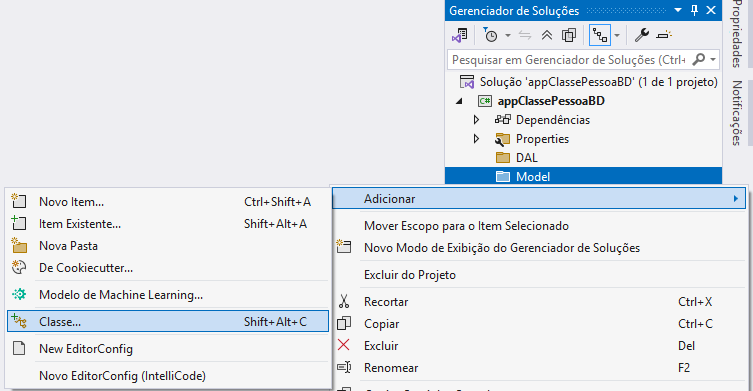 Gerenciador de Soluções
Pesquisar em Gerenciador de Soluções (Ctrl+
Solução 'appClassePessoaBD' (1 de 1 projeto)
C# appClassePessoaBD
Dependências
Properties
DAL
Model
Propriedades
Notificações
Adicionar
Mover Escopo para o Item Selecionado
Novo Modo de Exibição do Gerenciador de Soluções
Excluir do Projeto
Recortar Ctrl+X
Copiar Ctrl+C
Excluir Del
Renomear F2
Novo Item... Ctrl+Shift+A
Item Existente... Shift+Alt+A
Nova Pasta
De Cookiecutter...
Modelo de Machine Learning...
Classe... Shift+Alt+C
New EditorConfig
Novo EditorConfig (IntelliCode)